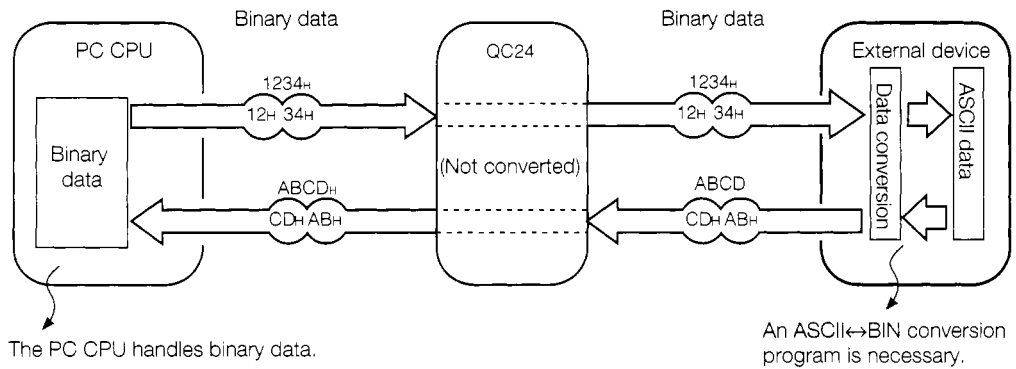 Binary data
Binary data
PC CPU
QC24
External device
1234H
12H 34H
1234H
12H 34H
Binary
data
(Not converted)
Data conversion
ASCII data
ABCDH
CDH ABH
ABCD
CDH ABH
The PC CPU handles binary data.
An ASCII↔BIN conversion
program is necessary.